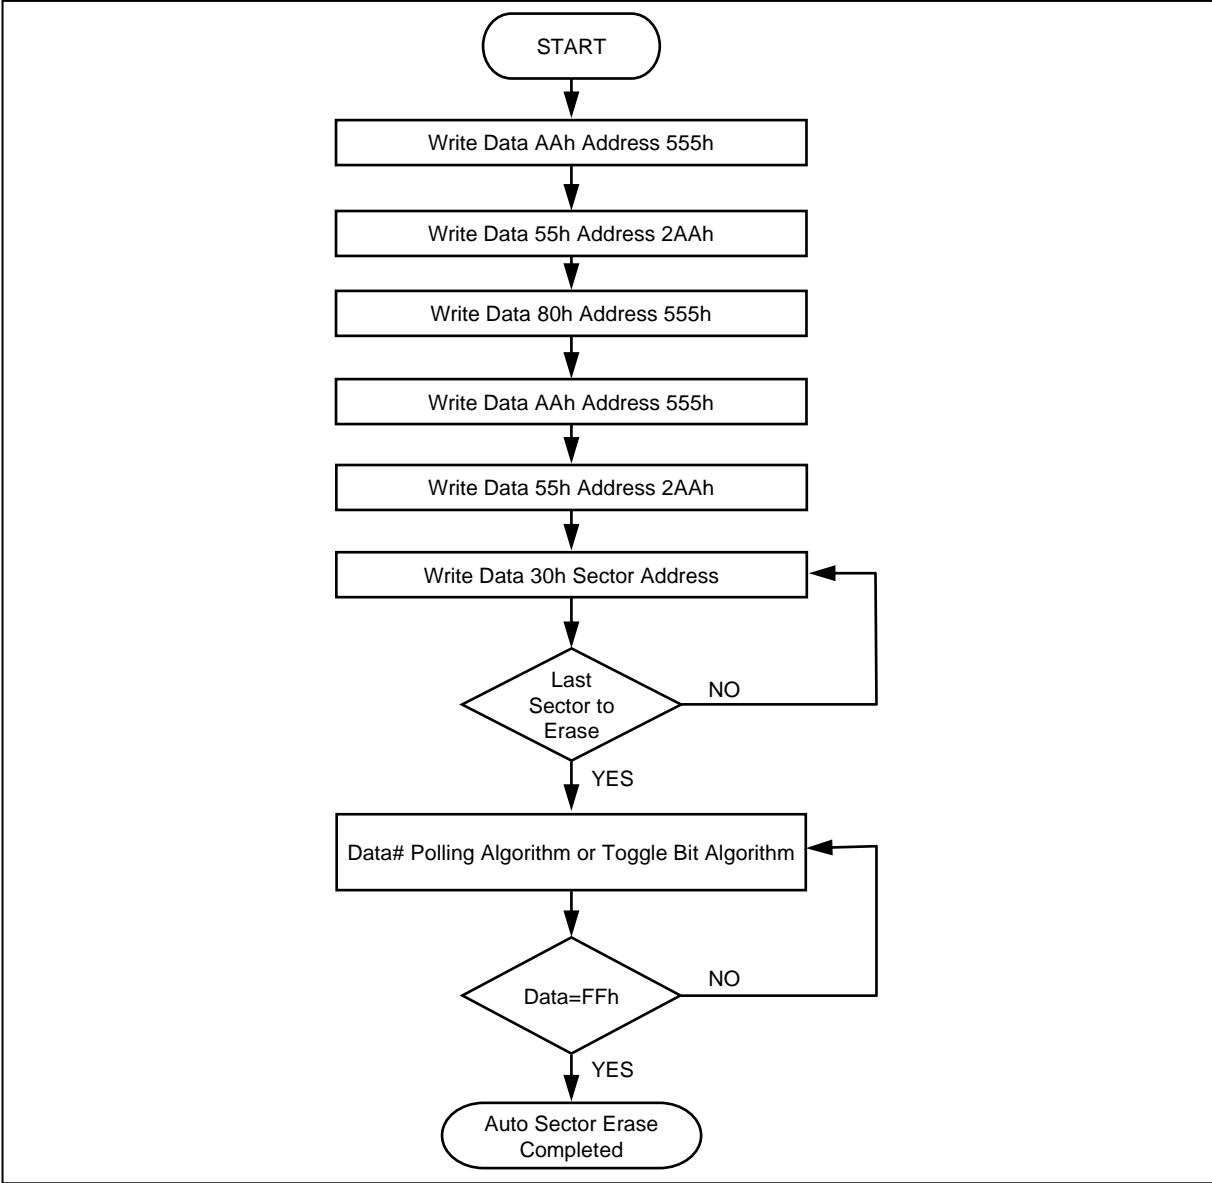 START
Write Data AAh Address 555h
Write Data 55h Address 2AAh
Write Data 80h Address 555h
Write Data AAh Address 555h
Write Data 55h Address 2AAh
Write Data 30h Sector Address
Last
Sector to
Erase
NO
YES
Data# Polling Algorithm or Toggle Bit Algorithm
Data=FFh
NO
YES
Auto Sector Erase
Completed